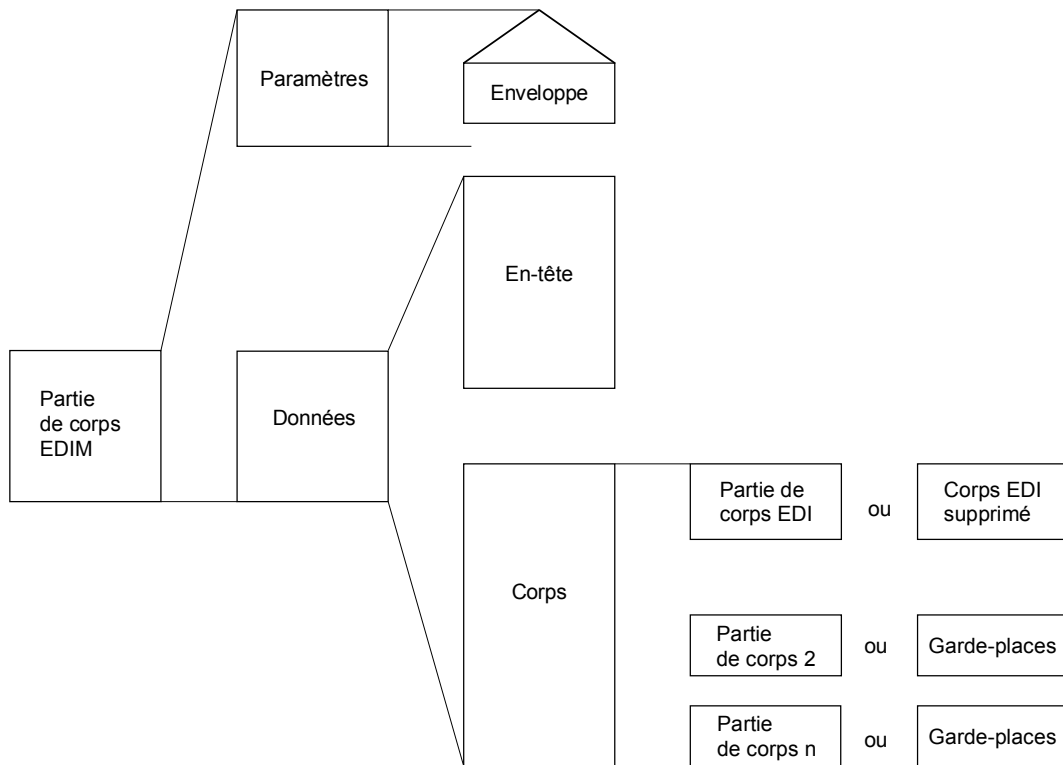 Paramètres
Enveloppe
En-tête
Partie
de corps
EDIM
Données
Partie de
corps EDI
ou
Corps EDI
supprimé
Corps
Partie
de corps 2
ou
Garde-places
Partie
de corps n
ou
Garde-places